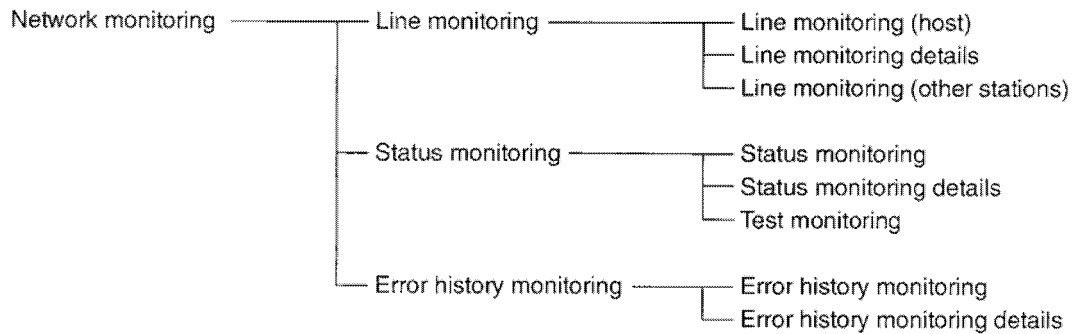 Network monitoring
Line monitoring
Line monitoring (host)
Line monitoring details
Line monitoring (other stations)
Status monitoring
Status monitoring
Status monitoring details
Test monitoring
Error history monitoring
Error history monitoring
Error history monitoring details